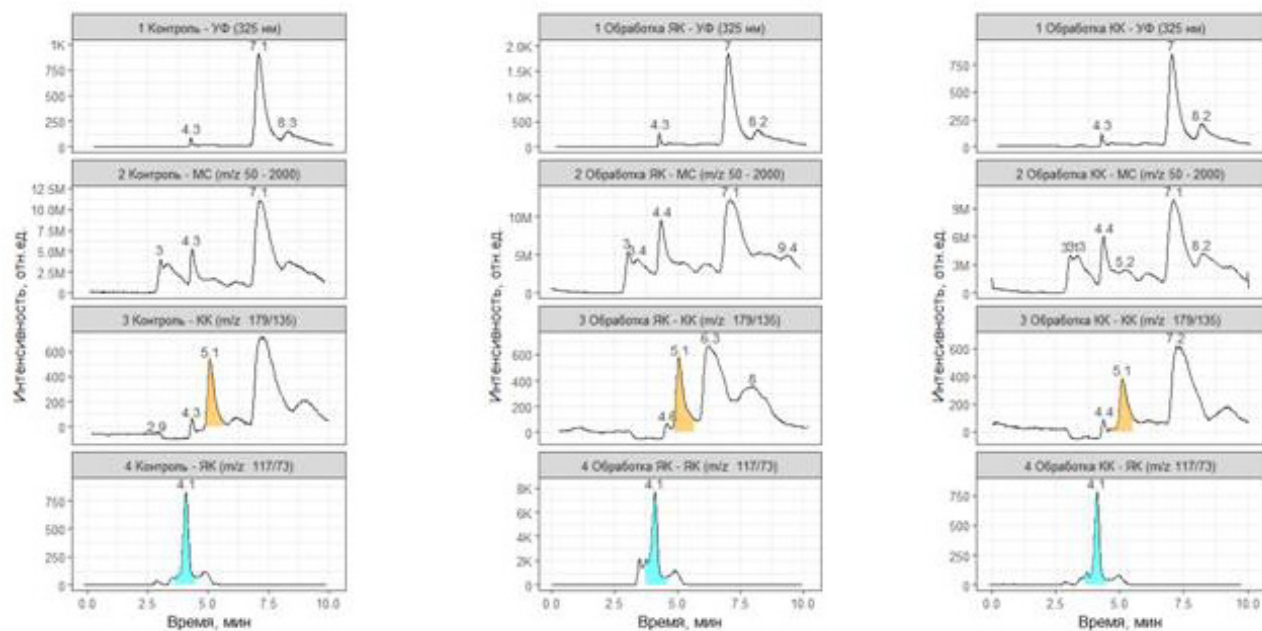 1 Контроль - УФ (325 нм)
1K
750
500
250
0
4.3
7.1
8.3
2 Контроль - МС (m/z 50 - 2000)
12.5M
10.0M
5.0M
2.5M
0
3
4.3
7.1
3 Контроль - КК (m/z 179/135)
600
400
200
0
2.9
4.3
5.1
4 Контроль - ЯК (m/z 117/73)
750
500
250
0
4.1
0.0 2.5 5.0 7.5 10.0
Время, мин
Интенсивность, отн.ед.
1 Обработка ЯК - УФ (325 нм)
2.0K
1.5K
1.0K
500
0
4.3
7
8.2
2 Обработка ЯК - МС (m/z 50 - 2000)
10M
5M
0
3
3.4
4.4
7.1
9.4
3 Обработка ЯК - КК (m/z 179/135)
600
400
200
0
4.6
5.1
6.3
8
4 Обработка ЯК - ЯК (m/z 117/73)
8K
6K
2K
0
4.1
0.0 2.5 5.0 7.5 10.0
Время, мин
Интенсивность, отн.ед.
1 Обработка КК - УФ (325 нм)
750
500
250
0
4.3
7
8.2
2 Обработка КК - МС (m/z 50 - 2000)
9M
6M
3M
0
4.4
5.2
7.1
8.2
3 Обработка КК - КК (m/z 179/135)
600
400
200
0
4.4
5.1
7.2
4 Обработка КК - ЯК (m/z 117/73)
750
500
250
0
4.1
0.0 2.5 5.0 7.5 10.0
Время, мин
Интенсивность, отн.ед.